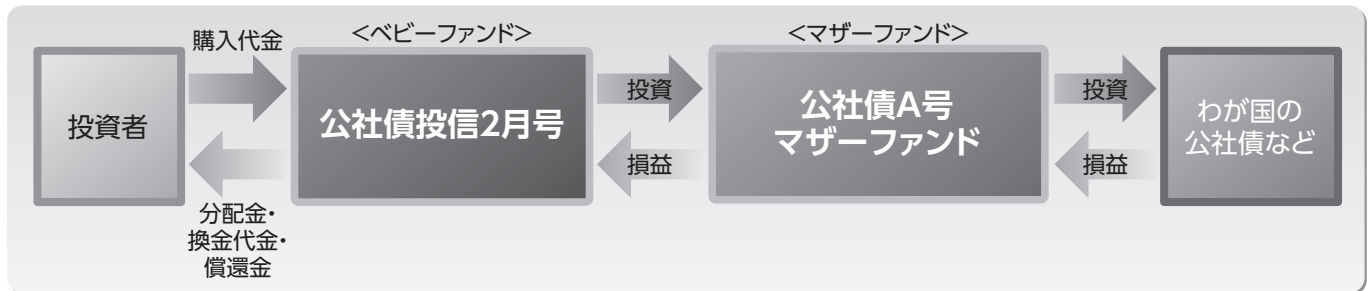 購入代金
<ベビーファンド>
<マザーファンド>
投資者
公社債投信2月号
投資
公社債A号
マザーファンド
投資
わが国の
公社債など
損益
損益
分配金・
換金代金・
償還金